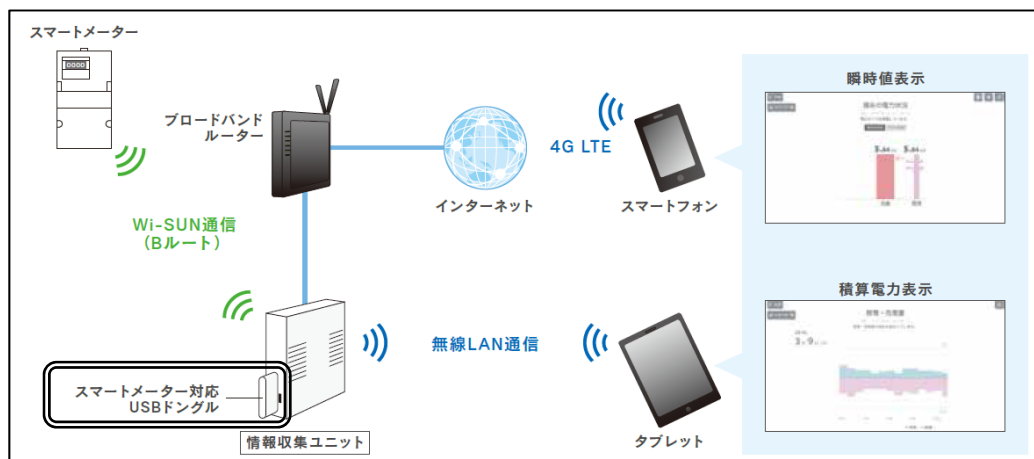 スマートメーター
ブロードバンド
ルーター
Wi-SUN通信
(Bルート)
インターネット
4G LTE
スマートフォン
瞬時値表示
積算電力表示
無線LAN通信
スマートメーター対応
USBドングル
情報収集ユニット
タブレット